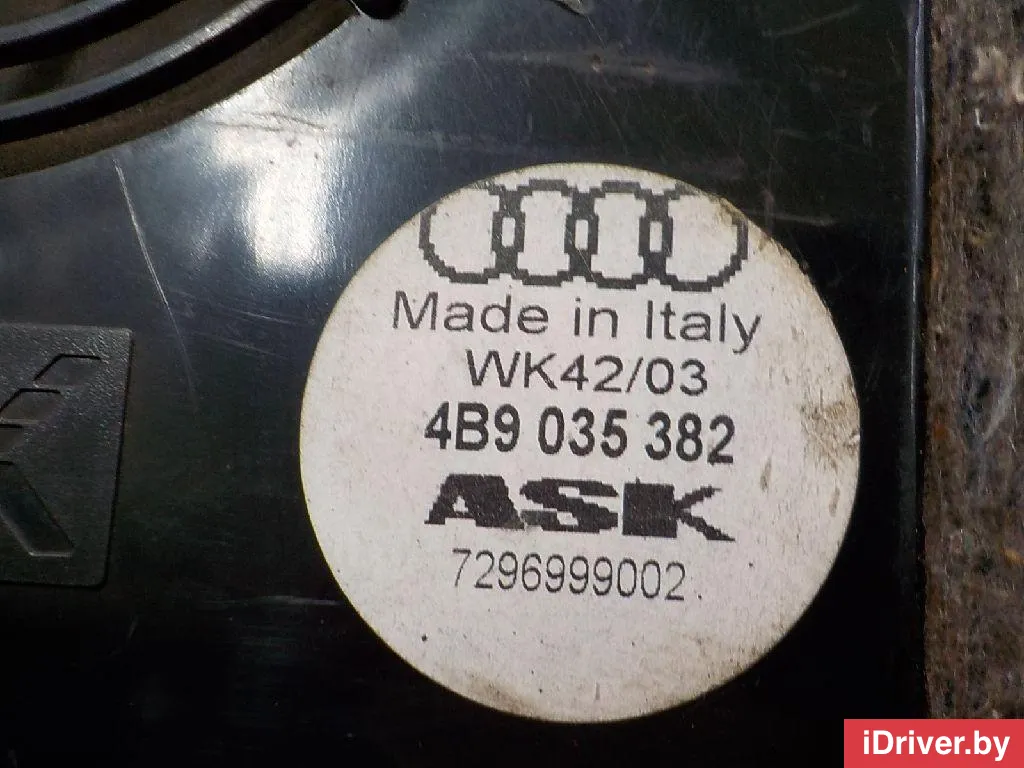 Made in Italy
WK42/03
4B9 035 382
ASK
7296999002.
iDriver.by